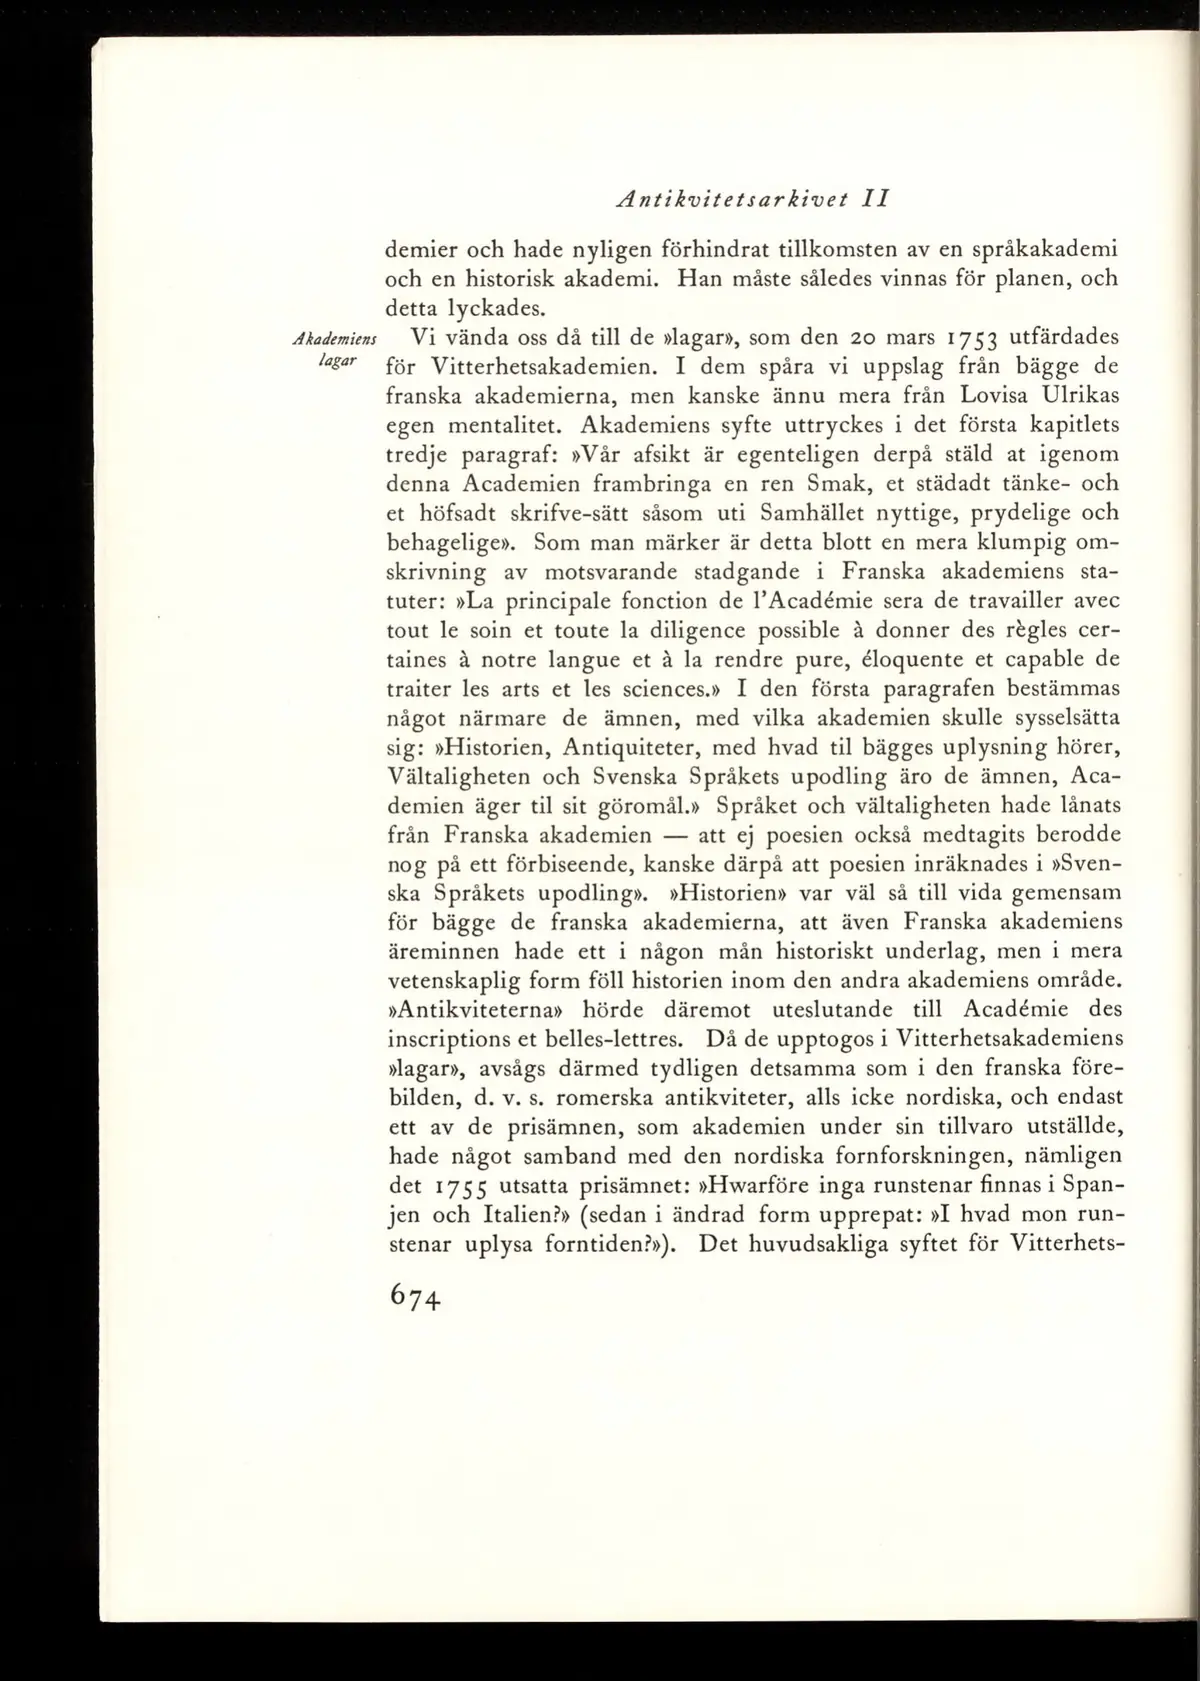 Antikvitetsarkivet II
demier och hade nyligen förhindrat tillkomsten av en språkakademi
och en historisk akademi. Han måste således vinnas för planen, och
detta lyckades.
Akademiens
lagar
Vi vända oss då till de »lagar», som den 20 mars 1753 utfärdades
för Vitterhetsakademien. I dem spåra vi uppslag från bägge de
franska akademierna, men kanske ännu mera från Lovisa Ulrikas
egen mentalitet. Akademiens syfte uttryckes i det första kapitlets
tredje paragraf: »Vår afsikt är egenteligen derpå stäld at igenom
denna Academien frambringa en ren Smak, et städadt tänke- och
et höfsadt skrifve-sätt såsom uti Samhället nyttige, prydelige och
behagelige». Som man märker är detta blott en mera klumpig om-
skrivning av motsvarande stadgande i Franska akademiens sta-
tuter: »La principale fonction de l'Académie sera de travailler avec
tout le soin et toute la diligence possible à donner des règles cer-
taines à notre langue et à la rendre pure, éloquente et capable de
traiter les arts et les sciences.» I den första paragrafen bestämmas
något närmare de ämnen, med vilka akademien skulle sysselsätta
sig: »Historien, Antiquiteter, med hvad til bägges uplysning hörer,
Vältaligheten och Svenska Språkets upodling äro de ämnen, Aca-
demien äger til sit göromål.» Språket och vältaligheten hade lånats
från Franska akademien — att ej poesien också medtagits berodde
nog på ett förbiseende, kanske därpå att poesien inräknades i »Sven-
ska Språkets upodling». »Historien» var väl så till vida gemensam
för bägge de franska akademierna, att även Franska akademiens
äreminnen hade ett i någon mån historiskt underlag, men i mera
vetenskaplig form föll historien inom den andra akademiens område.
»Antikviteterna» hörde däremot uteslutande till Académie des
inscriptions et belles-lettres. Då de upptogos i Vitterhetsakademiens
»lagar», avsågs därmed tydligen detsamma som i den franska före-
bilden, d. v. s. romerska antikviteter, alls icke nordiska, och endast
ett av de prisämnen, som akademien under sin tillvaro utställde,
hade något samband med den nordiska fornforskningen, nämligen
det 1755 utsatta prisämnet: »Hwarföre inga runstenar finnas i Span-
jen och Italien?» (sedan i ändrad form upprepat: »I hvad mon run-
stenar uplysa forntiden?»). Det huvudsakliga syftet för Vitterhets-
674